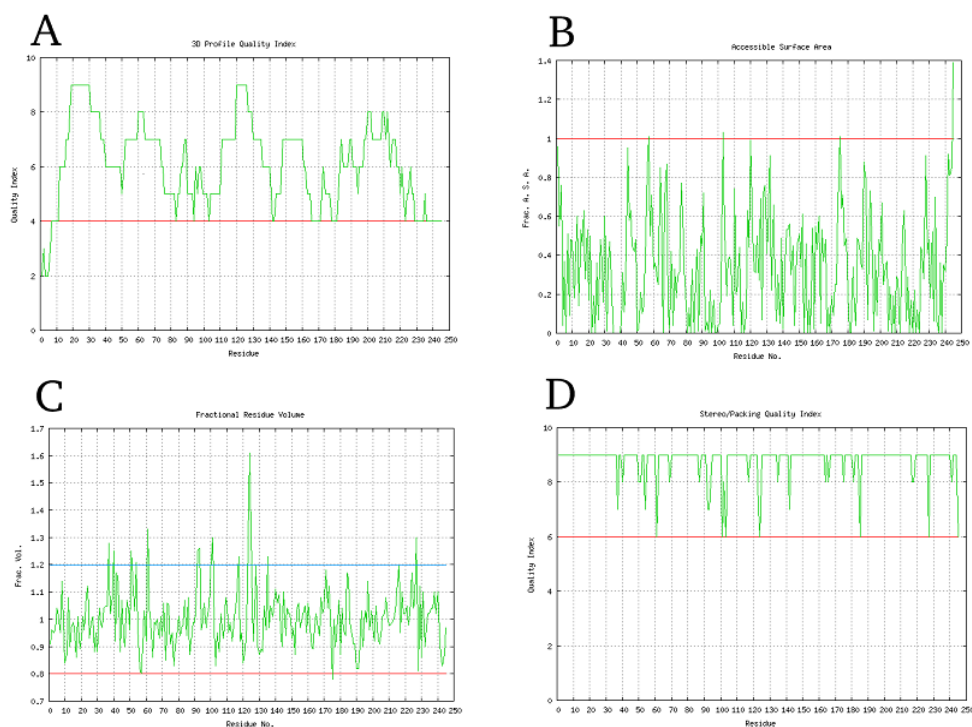 A
3D Profile Quality Index
10
8
6
4
2
0
Quality Index
0 10 20 30 40 50 60 70 80 90 100 110 120 130 140 150 160 170 180 190 200 210 220 230 240 250
Residue
B
Accessible Surface Area
1.4
1.2
1
0.8
0.6
0.4
0.2
0
Frac. A. S. A.
0 10 20 30 40 50 60 70 80 90 100 110 120 130 140 150 160 170 180 190 200 210 220 230 240 250
Residue No.
C
Fractional Residue Volume
1.7
1.6
1.5
1.4
1.3
1.2
1.1
1
0.9
0.8
0.7
Frac. Vol.
0 10 20 30 40 50 60 70 80 90 100 110 120 130 140 150 160 170 180 190 200 210 220 230 240 250
Residue No.
D
Stereo/Packing Quality Index
10
8
6
4
2
0
Quality Index
0 10 20 30 40 50 60 70 80 90 100 110 120 130 140 150 160 170 180 190 200 210 220 230 240 250
Residue